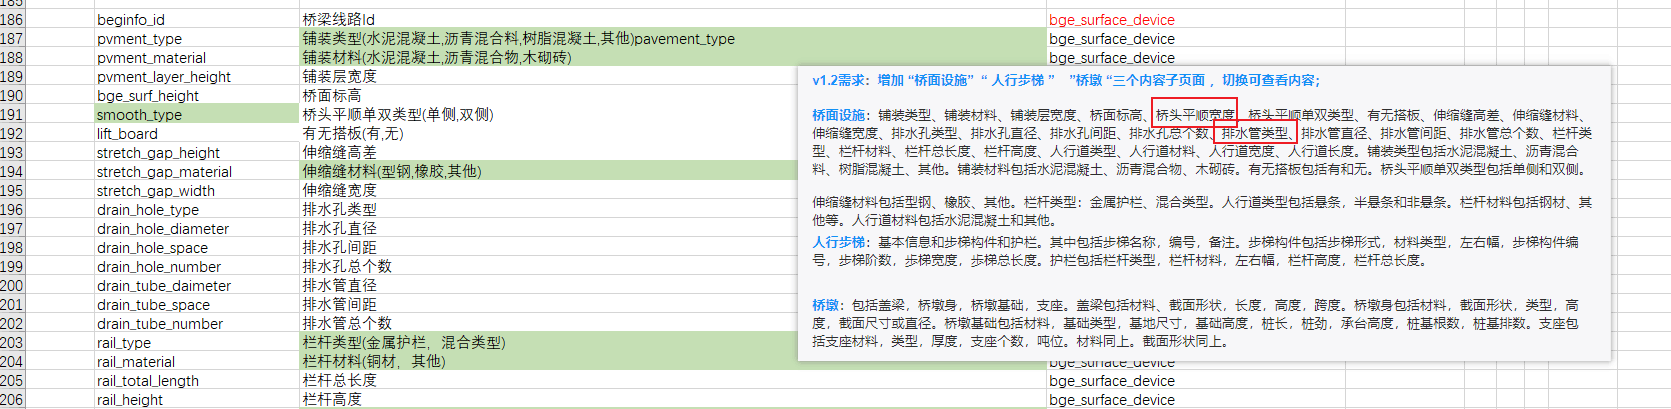 185
186 beginfo_id 桥梁线路Id bge_surface_device
187 pvment_type 铺装类型(水泥混凝土,沥青混合料,树脂混凝土,其他)pavement_type bge_surface_device
188 pvment_material 铺装材料(水泥混凝土,沥青混合物,木砌砖) bge_surface_device
189 pvment_layer_height 铺装层宽度
190 bge_surf_height 桥面标高
191 smooth_type 桥头平顺单双类型(单侧,双侧)
192 lift_board 有无搭板(有,无)
193 stretch_gap_height 伸缩缝高差
194 stretch_gap_material 伸缩缝材料(型钢,橡胶,其他)
195 stretch_gap_width 伸缩缝宽度
196 drain_hole_type 排水孔类型
197 drain_hole_diameter 排水孔直径
198 drain_hole_space 排水孔间距
199 drain_hole_number 排水孔总个数
200 drain_tube_daimeter 排水管直径
201 drain_tube_space 排水管间距
202 drain_tube_number 排水管总个数
203 rail_type 栏杆类型(金属护栏，混合类型)
204 rail_material 栏杆材料(铜材，其他) bge_surface_device
205 rail_total_length 栏杆总长度 bge_surface_device
206 rail_height 栏杆高度 bge_surface_device
v1.2需求：增加 “桥面设施” “ 人行步梯 ” ”桥墩 “三个内容子页面 ，切换可查看内容；
桥面设施：铺装类型、铺装材料、铺装层宽度、桥面标高、桥头平顺宽度、桥头平顺单双类型、有无搭板、伸缩缝高差、伸缩缝材料、
伸缩缝宽度、排水孔类型、排水孔直径、排水孔间距、排水孔总个数、排水管类型、排水管直径、排水管间距、排水管总个数、栏杆类
型、栏杆材料、栏杆总长度、栏杆高度、人行道类型、人行道材料、人行道宽度、人行道长度。铺装类型包括水泥混凝土、沥青混合
料、树脂混凝土、其他。铺装材料包括水泥混凝土、沥青混合物、木砌砖。有无搭板包括有和无。桥头平顺单双类型包括单侧和双侧。
伸缩缝材料包括型钢、橡胶、其他。栏杆类型：金属护栏、混合类型。人行道类型包括悬条，半悬条和非悬条。栏杆材料包括钢材、其
他等。人行道材料包括水泥混凝土和其他。
人行步梯：基本信息和步梯构件和护栏。其中包括步梯名称，编号，备注。步梯构件包括步梯形式，材料类型，左右幅，步梯构件编
号，步梯阶数，步梯宽度，步梯总长度。护栏包括栏杆类型，栏杆材料，左右幅，栏杆高度，栏杆总长度。
桥墩：包括盖梁，桥墩身，桥墩基础，支座。盖梁包括材料、截面形状，长度，高度，跨度。桥墩身包括材料，截面形状，类型，高
度，截面尺寸或直径。桥墩基础包括材料，基础类型，基地尺寸，基础高度，桩长，桩劲，承台高度，桩基根数，桩基排数。支座包
括支座材料，类型，厚度，支座个数，吨位。材料同上。截面形状同上。